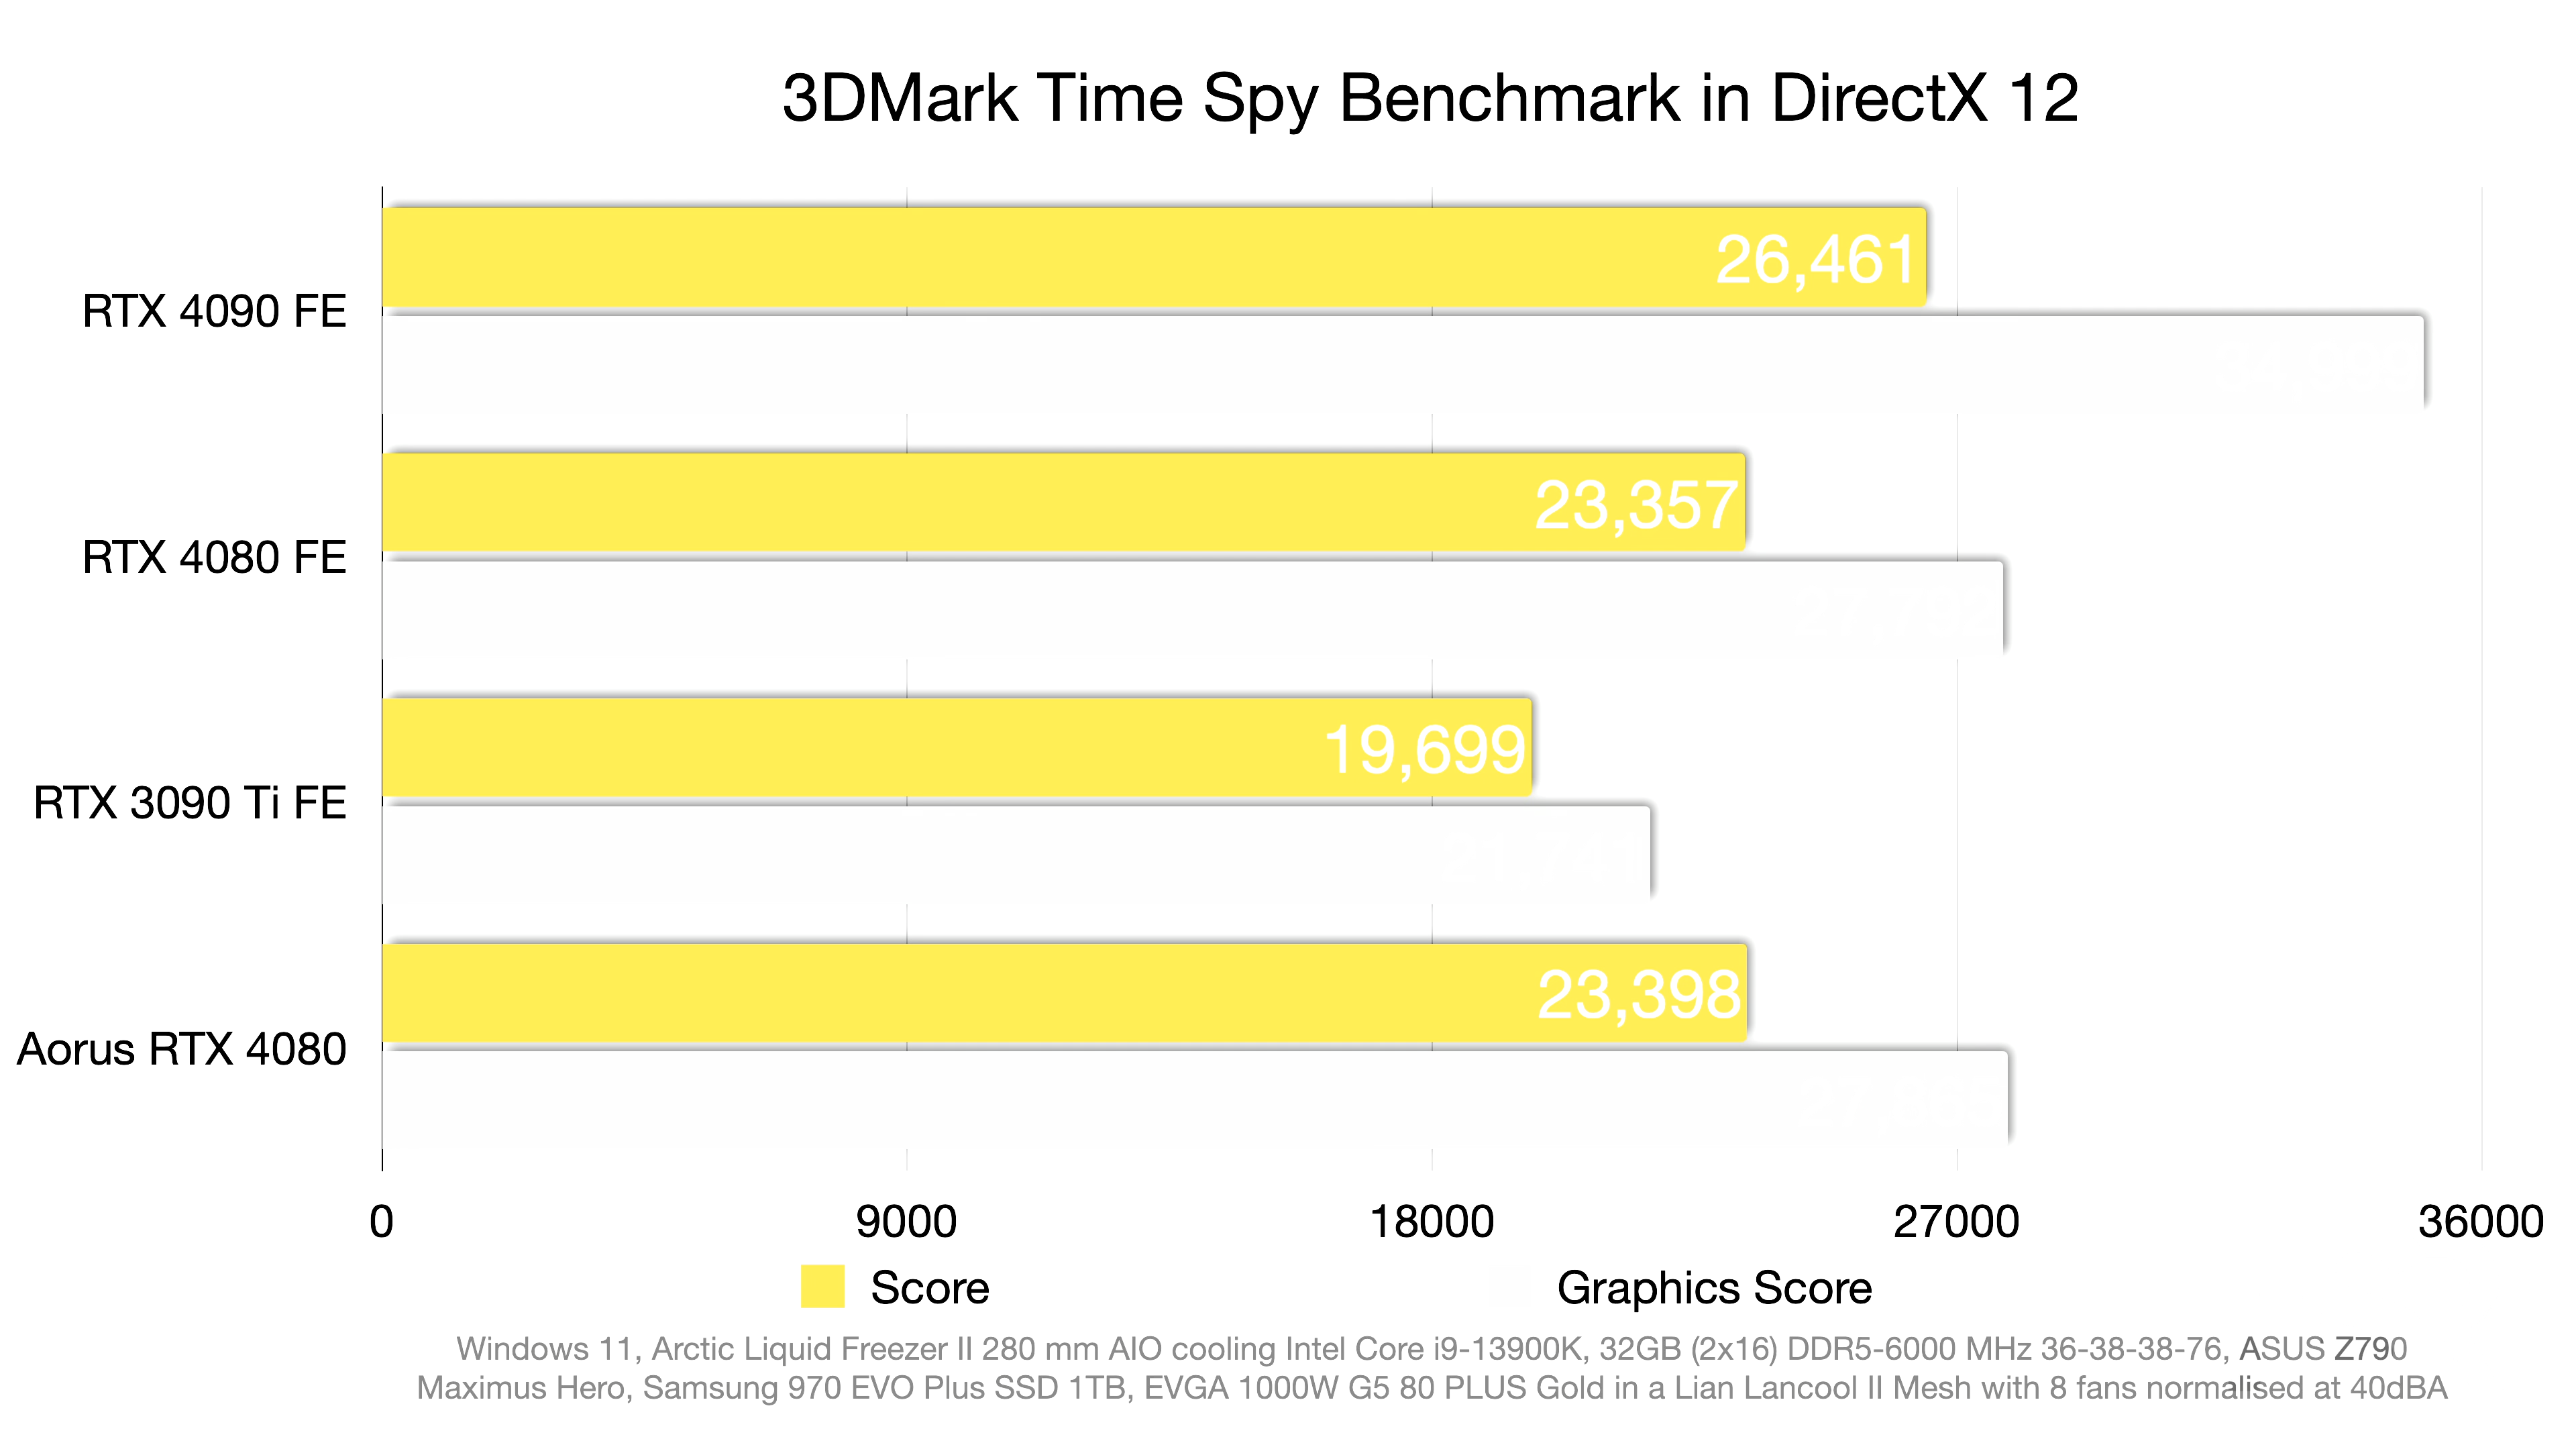 3DMark Time Spy Benchmark in DirectX 12
RTX 4090 FE
26,461
RTX 4080 FE
23,357
RTX 3090 Ti FE
19,699
Aorus RTX 4080
23,398
0 9000 18000 27000 36000
Score Graphics Score
Windows 11, Arctic Liquid Freezer II 280 mm AIO cooling Intel Core i9-13900K, 32GB (2x16) DDR5-6000 MHz 36-38-38-76, ASUS Z790
Maximus Hero, Samsung 970 EVO Plus SSD 1TB, EVGA 1000W G5 80 PLUS Gold in a Lian Lancool II Mesh with 8 fans normalised at 40dBA